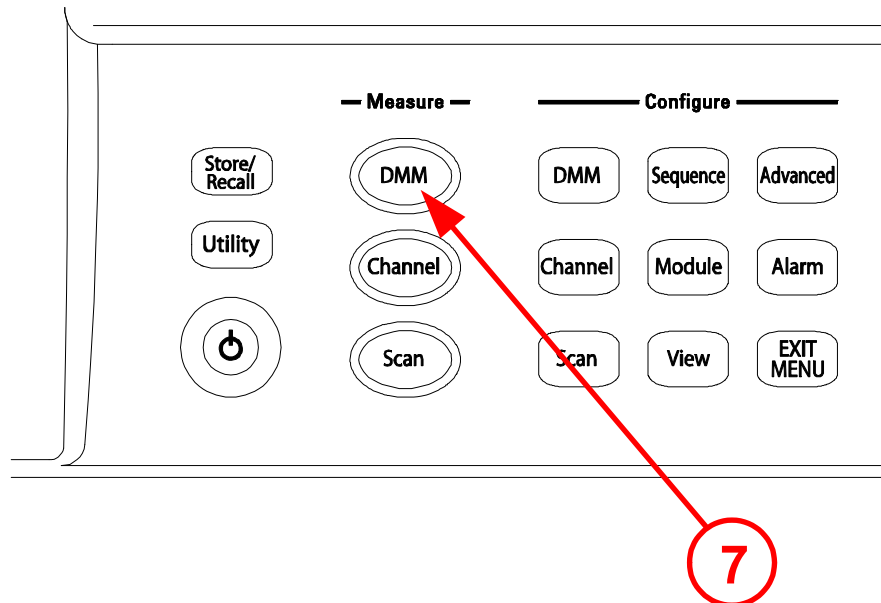 Measure
Configure
Store/
Recall
DMM
DMM
Sequence
Advanced
Utility
Channel
Channel
Module
Alarm
Scan
Scan
View
EXIT
MENU
7